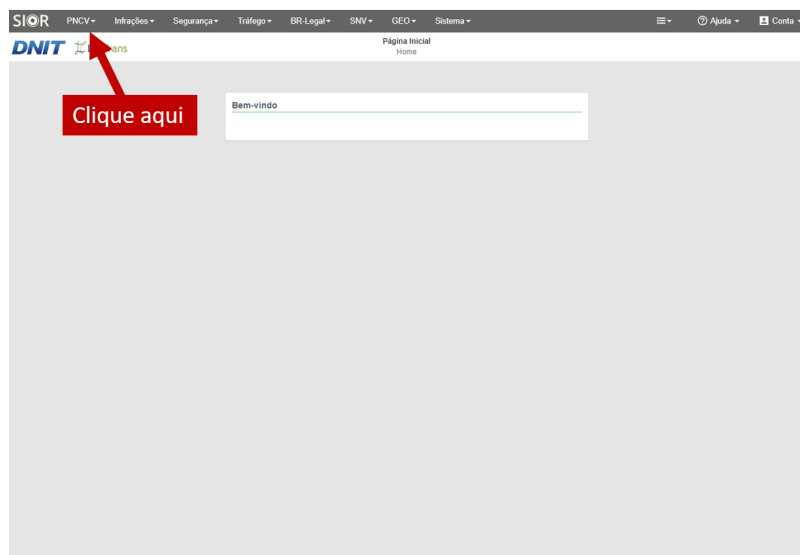 SIOR PNCV Infrações Segurança Tráfego BR-Legal SNV GEO Sistema Ajuda Conta
DNIT
Página Inicial
Home
Clique aqui
Bem-vindo